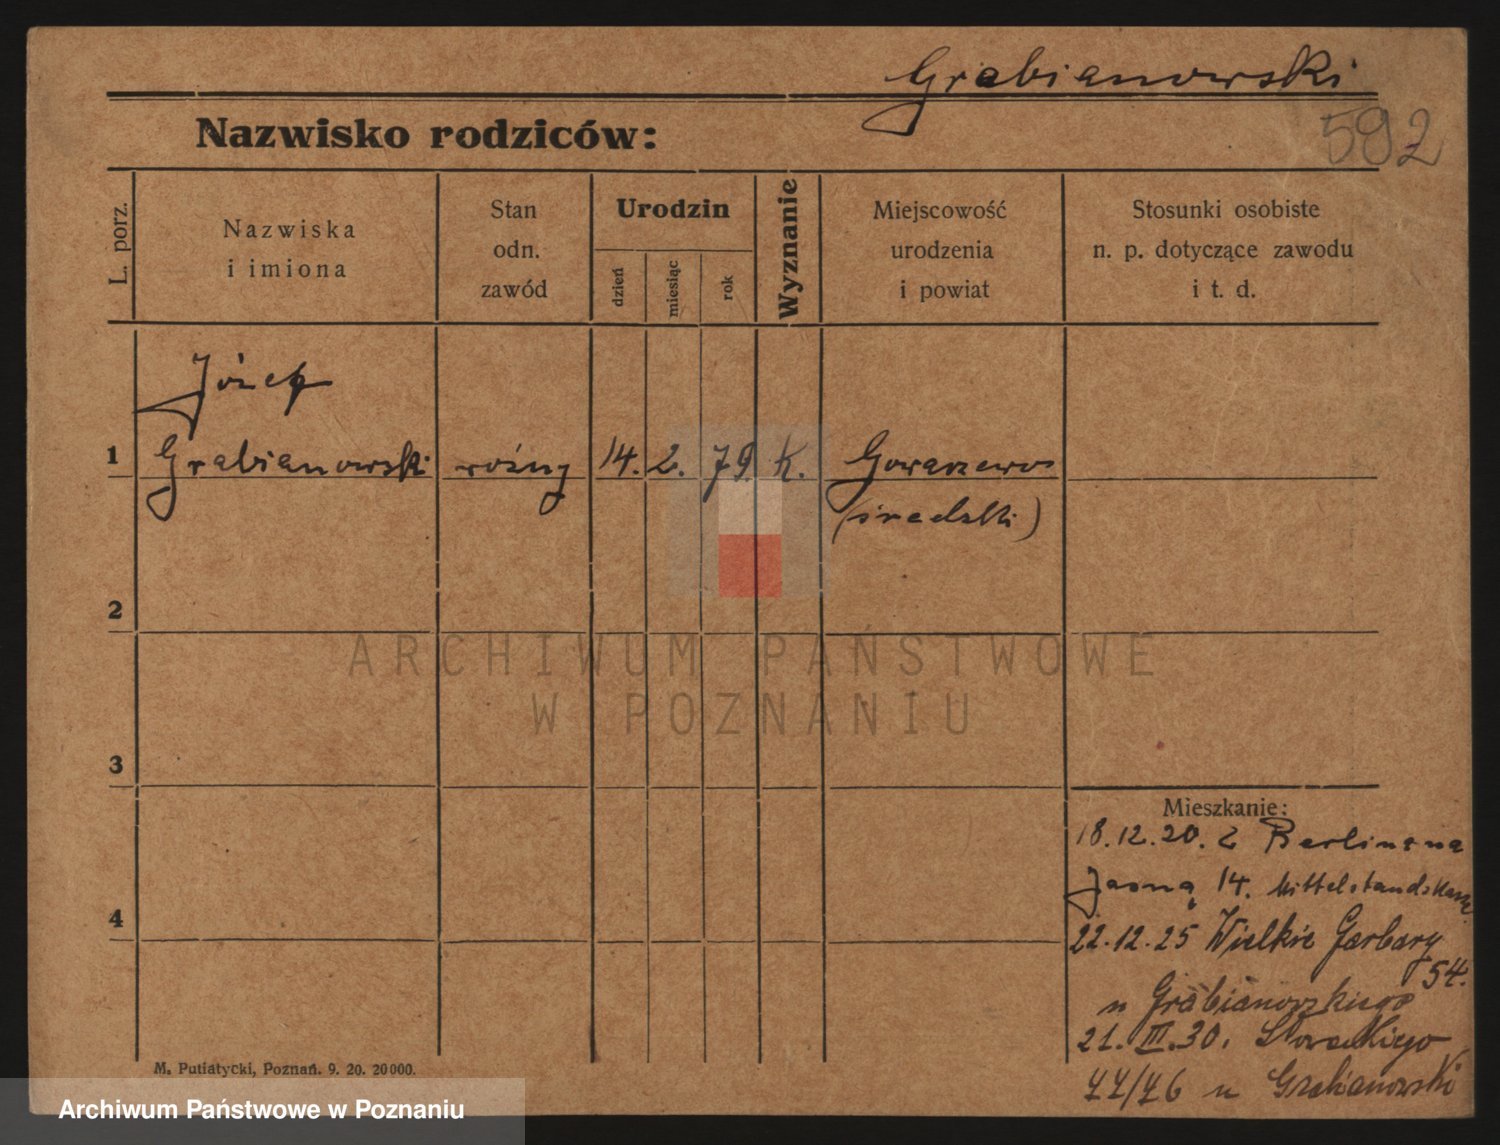 Grabianowski
592
Nazwisko rodziców:
L. porz.
Nazwiska
i imiona
Stan
odn.
zawód
Urodzin
dzień
miesiąc
rok
Wyznanie
Miejscowość
urodzenia
i powiat
Stosunki osobiste
n. p. dotyczące zawodu
i t. d.
Józef
1 Grabianowski woźny 14. 2. 79. K. Gowarzewo
(średzki)
2
ARCHIWUM PAŃSTWOWE
W POZNANIU
3
Mieszkanie:
18.12.20. z Berlina na
Jasną 14.
4
22.12.25 Wielkie Garbary
54.
u Grabianowskiego
21.III.30. Słowackiego
44/46 u Grabianowski
M. Putiatycki, Poznań. 9. 20. 20000.
Archiwum Państwowe w Poznaniu